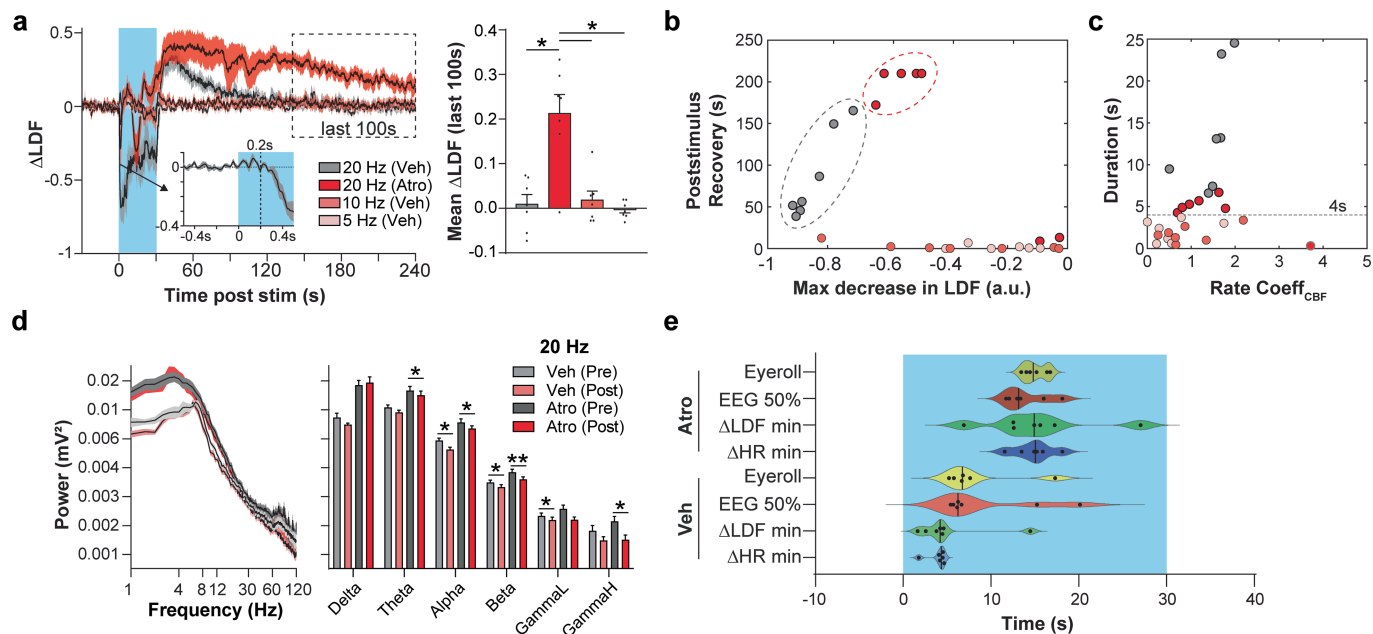 a
0.5
0
-0.5
-1
ΔLDF
last 100s
0.2s
0
-0.4
-0.4s
0
0.4s
20 Hz (Veh)
20 Hz (Atro)
10 Hz (Veh)
5 Hz (Veh)
0
60
120
180
240
Time post stim (s)
*
*
0.4
0.3
0.2
0.1
0.0
-0.1
Mean ΔLDF (last 100s)
b
250
200
150
100
50
0
Poststimulus
Recovery (s)
-1
-0.8
-0.6
-0.4
-0.2
0
Max decrease in LDF (a.u.)
c
25
20
15
10
5
0
Duration (s)
4s
0
1
2
3
4
5
Rate Coeff CBF
d
0.02
0.01
0.006
0.004
0.002
0.001
Power (mV²)
1
4
8
12
30
60
120
Frequency (Hz)
20 Hz
Veh (Pre)
Veh (Post)
Atro (Pre)
Atro (Post)
*
*
*
*
**
*
*
Delta
Theta
Alpha
Beta
GammaL
GammaH
e
Atro
Eyeroll
EEG 50%
ΔLDF min
ΔHR min
Veh
Eyeroll
EEG 50%
ΔLDF min
ΔHR min
-10
0
10
20
30
40
Time (s)